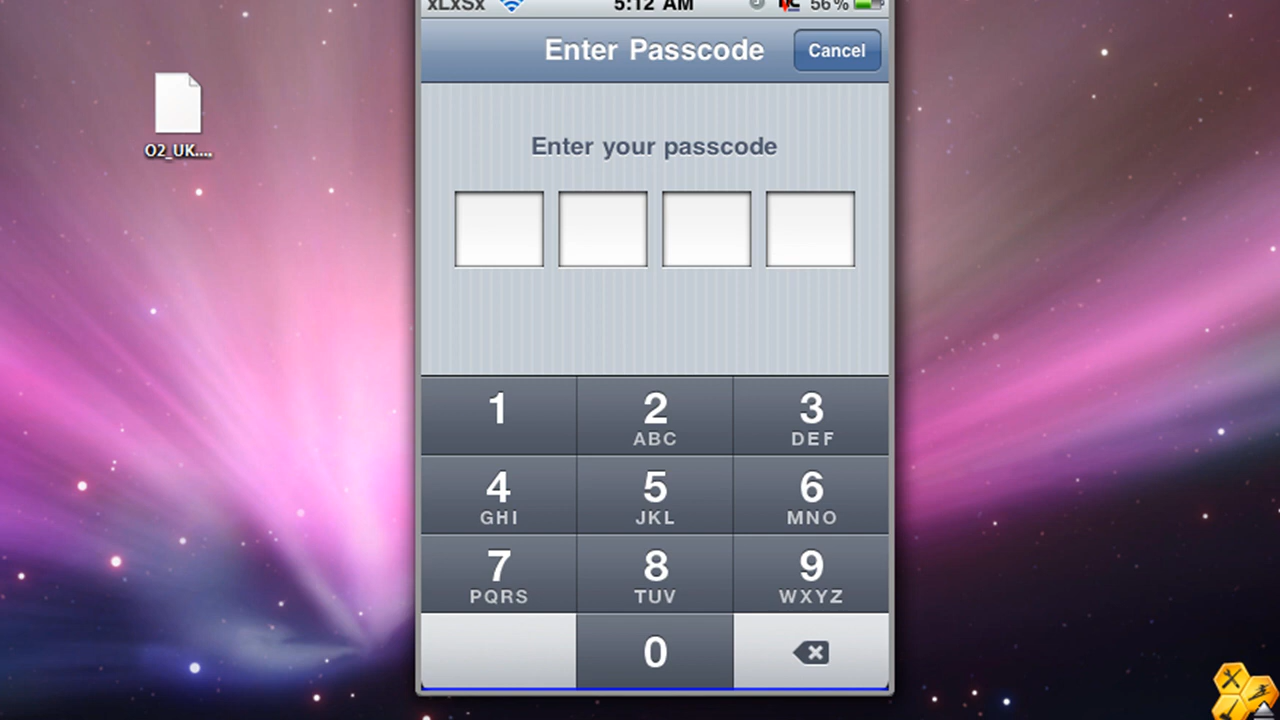 xLxSx 5:12 AM 56%
Enter Passcode Cancel
O2_UK....
Enter your passcode
1 2 3
ABC DEF
4 5 6
GHI JKL MNO
7 8 9
PQRS TUV WXYZ
0